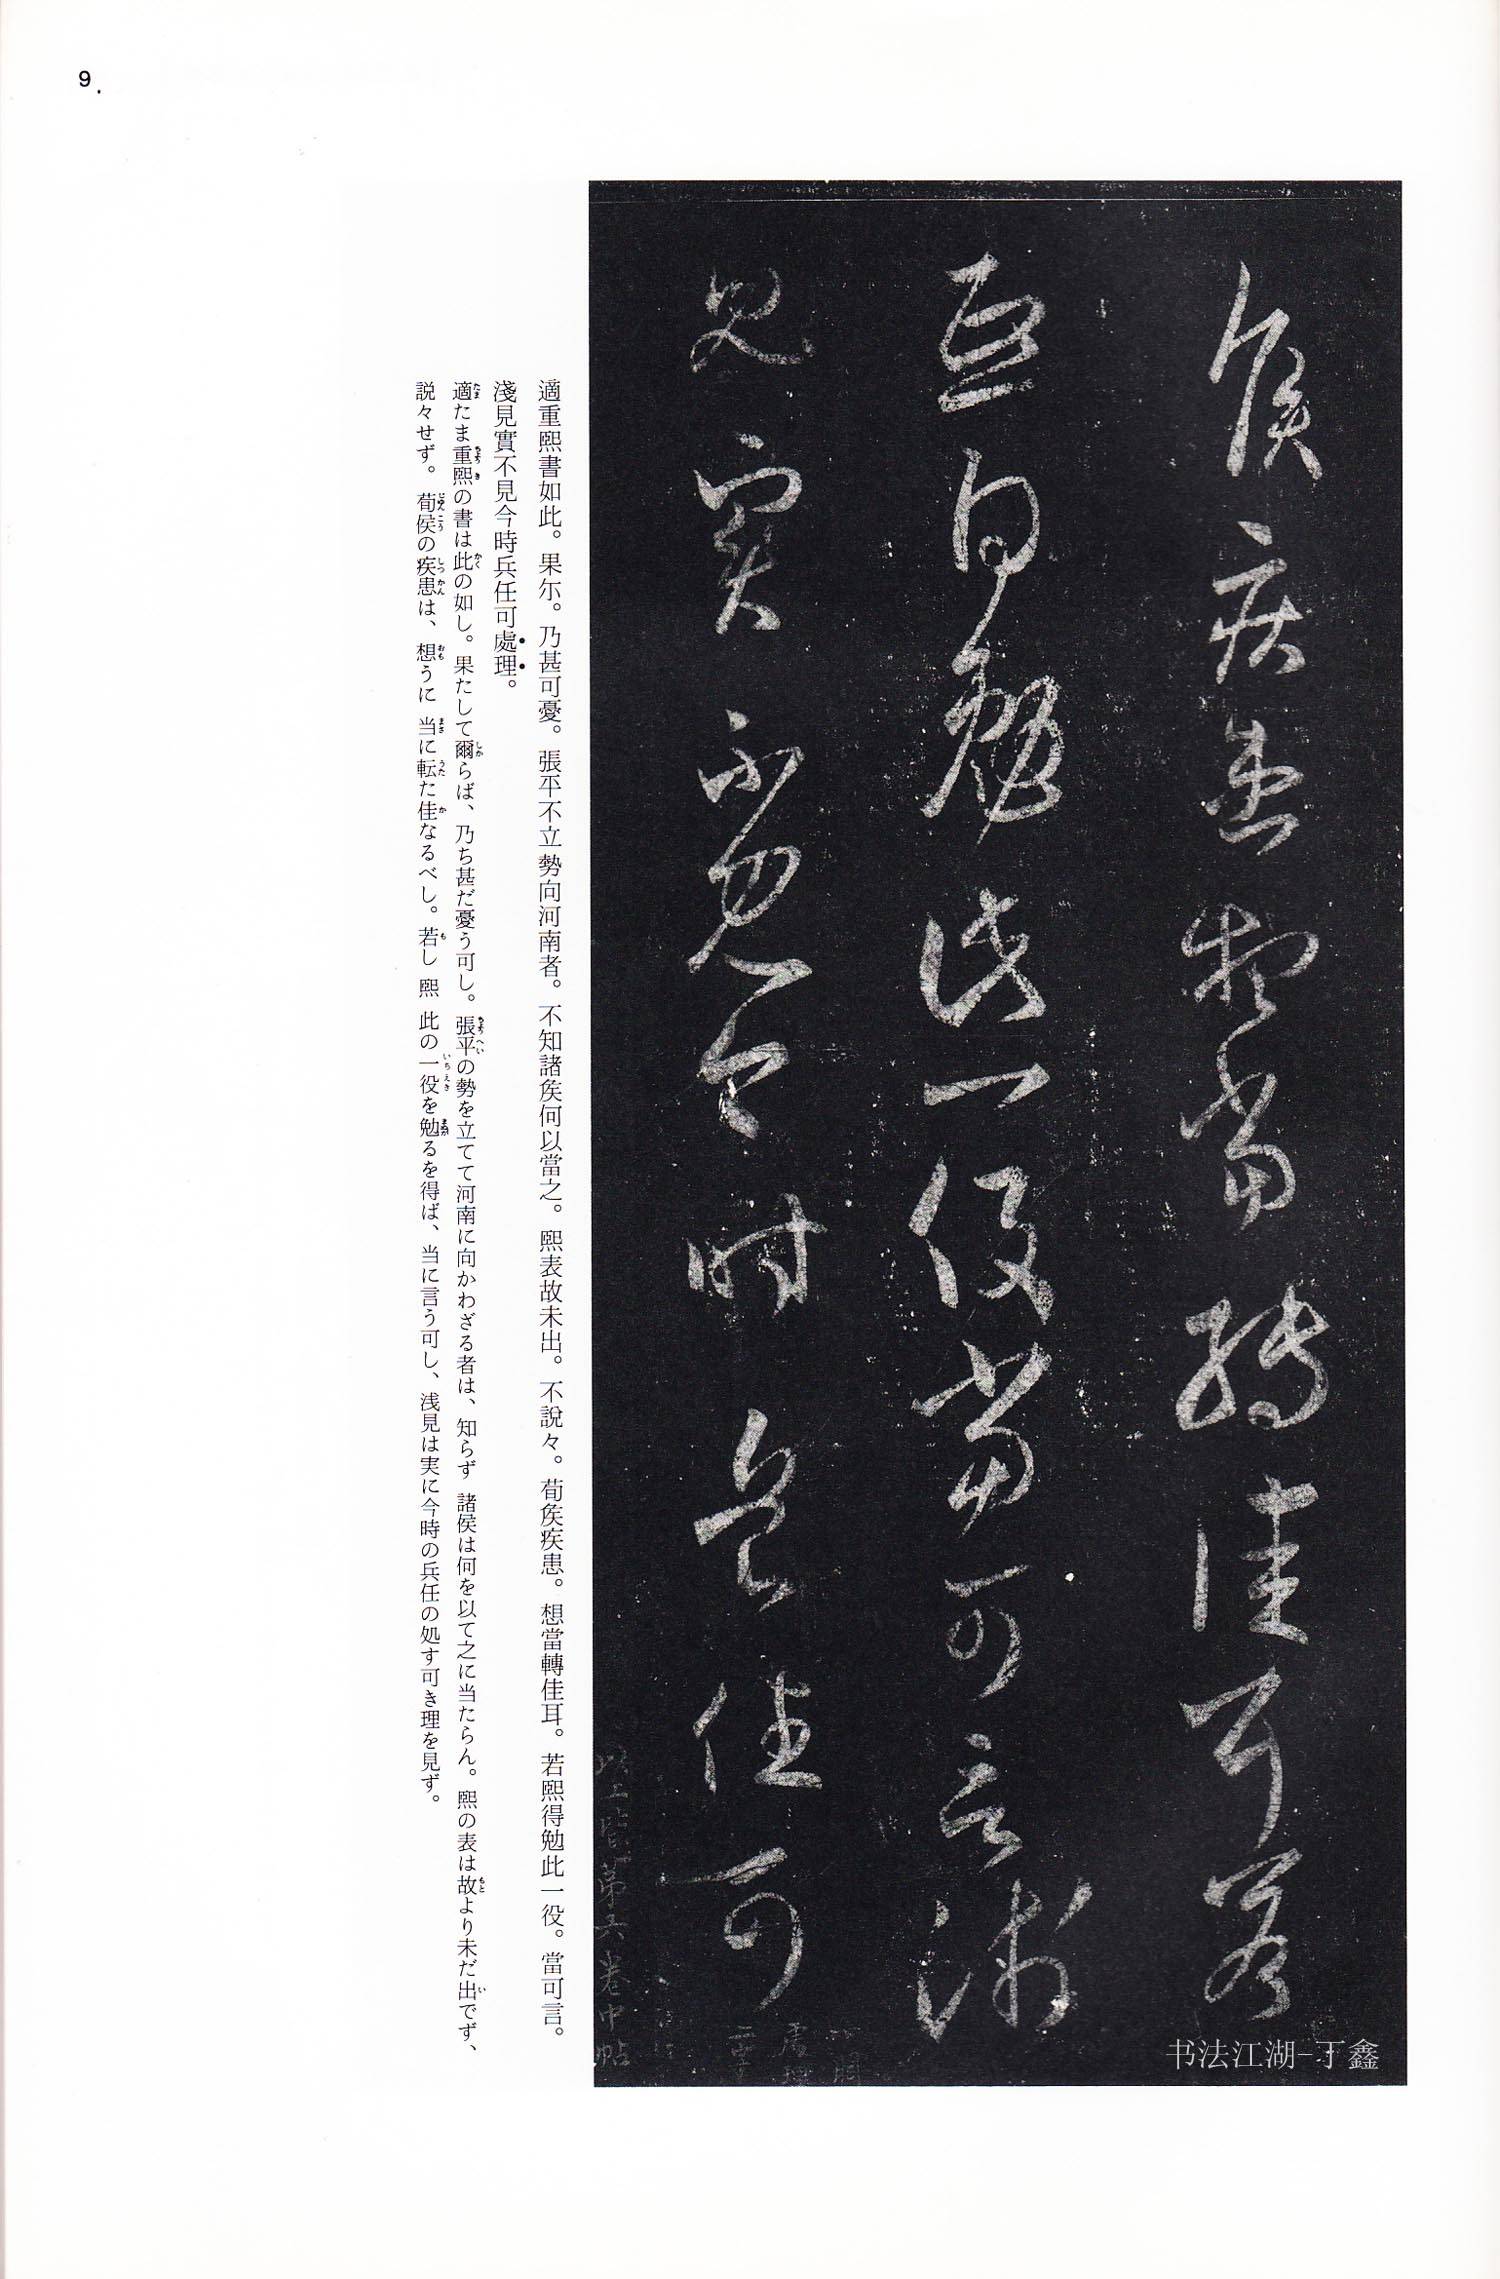 9
侯疾患想當轉佳耳若熙
而得勉此一役當可言淺
見實不見今時兵任可
處理
以上皆第六卷中帖
适重熙書如此。果尓。乃甚可憂。張平不立勢向河南者。不知諸矦何以當之。熙表故未出。不說々。荀矦疾患。想當轉佳耳。若熙得勉此一役。當可言。
淺見實不見今時兵任可處理。
適たま重熙の書は此の如し。果たして爾らば、乃ち甚だ憂う可し。張平の勢を立てて河南に向かわざる者は、知らず 諸侯は何を以て之に当たらん。熙の表は故より未だ出でず、
説々せず。荀侯の疾患は、想うに 当に転た佳なるべし。若し 熙 此の一役を勉るを得ば、当に言う可し、浅見は実に今時の兵任の処す可き理を見ず。
书法江湖-丁鑫